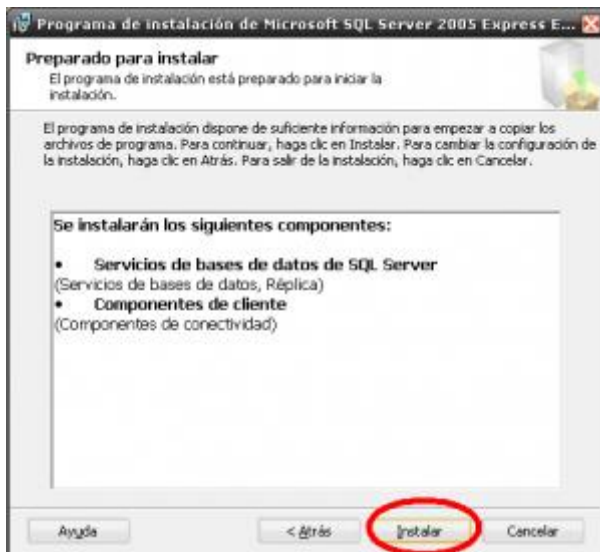 Programa de instalación de Microsoft SQL Server 2005 Express E...
Preparado para instalar
El programa de instalación está preparado para iniciar la
instalación.
El programa de instalación dispone de suficiente información para empezar a copiar los
archivos de programa. Para continuar, haga clic en Instalar. Para cambiar la configuración de
la instalación, haga clic en Atrás. Para salir de la instalación, haga clic en Cancelar.
Se instalarán los siguientes componentes:
• Servicios de bases de datos de SQL Server
(Servicios de bases de datos, Réplica)
• Componentes de cliente
(Componentes de conectividad)
Ayuda < Atrás Instalar Cancelar